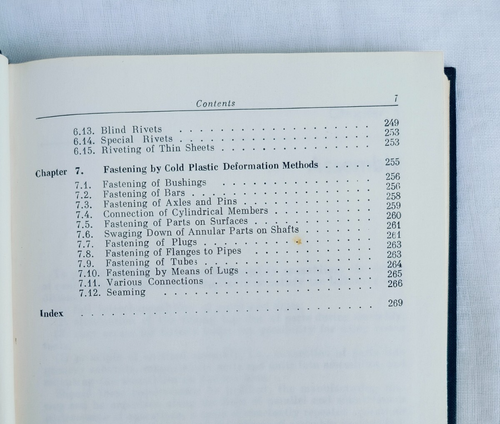 Contents 7
6.13. Blind Rivets . . . . . . . . . . . . . . . . . . 249
6.14. Special Rivets . . . . . . . . . . . . . . . . . 253
6.15. Riveting of Thin Sheets . . . . . . . . . . . . . 253
Chapter 7. Fastening by Cold Plastic Deformation Methods . . . . . 255
7.1. Fastening of Bushings . . . . . . . . . . . . . 256
7.2. Fastening of Bars . . . . . . . . . . . . . . . 256
7.3. Fastening of Axles and Pins . . . . . . . . . . . 258
7.4. Connection of Cylindrical Members . . . . . . . . 259
7.5. Fastening of Parts on Surfaces . . . . . . . . . . 260
7.6. Swaging Down of Annular Parts on Shafts . . . . . . 261
7.7. Fastening of Plugs . . . . . . . . . . . . . . 261
7.8. Fastening of Flanges to Pipes . . . . . . . . . . 263
7.9. Fastening of Tubes . . . . . . . . . . . . . . 263
7.10. Fastening by Means of Lugs . . . . . . . . . . . 264
7.11. Various Connections . . . . . . . . . . . . . 265
7.12. Seaming . . . . . . . . . . . . . . . . . 266
Index . . . . . . . . . . . . . . . . . . . . . . . 269